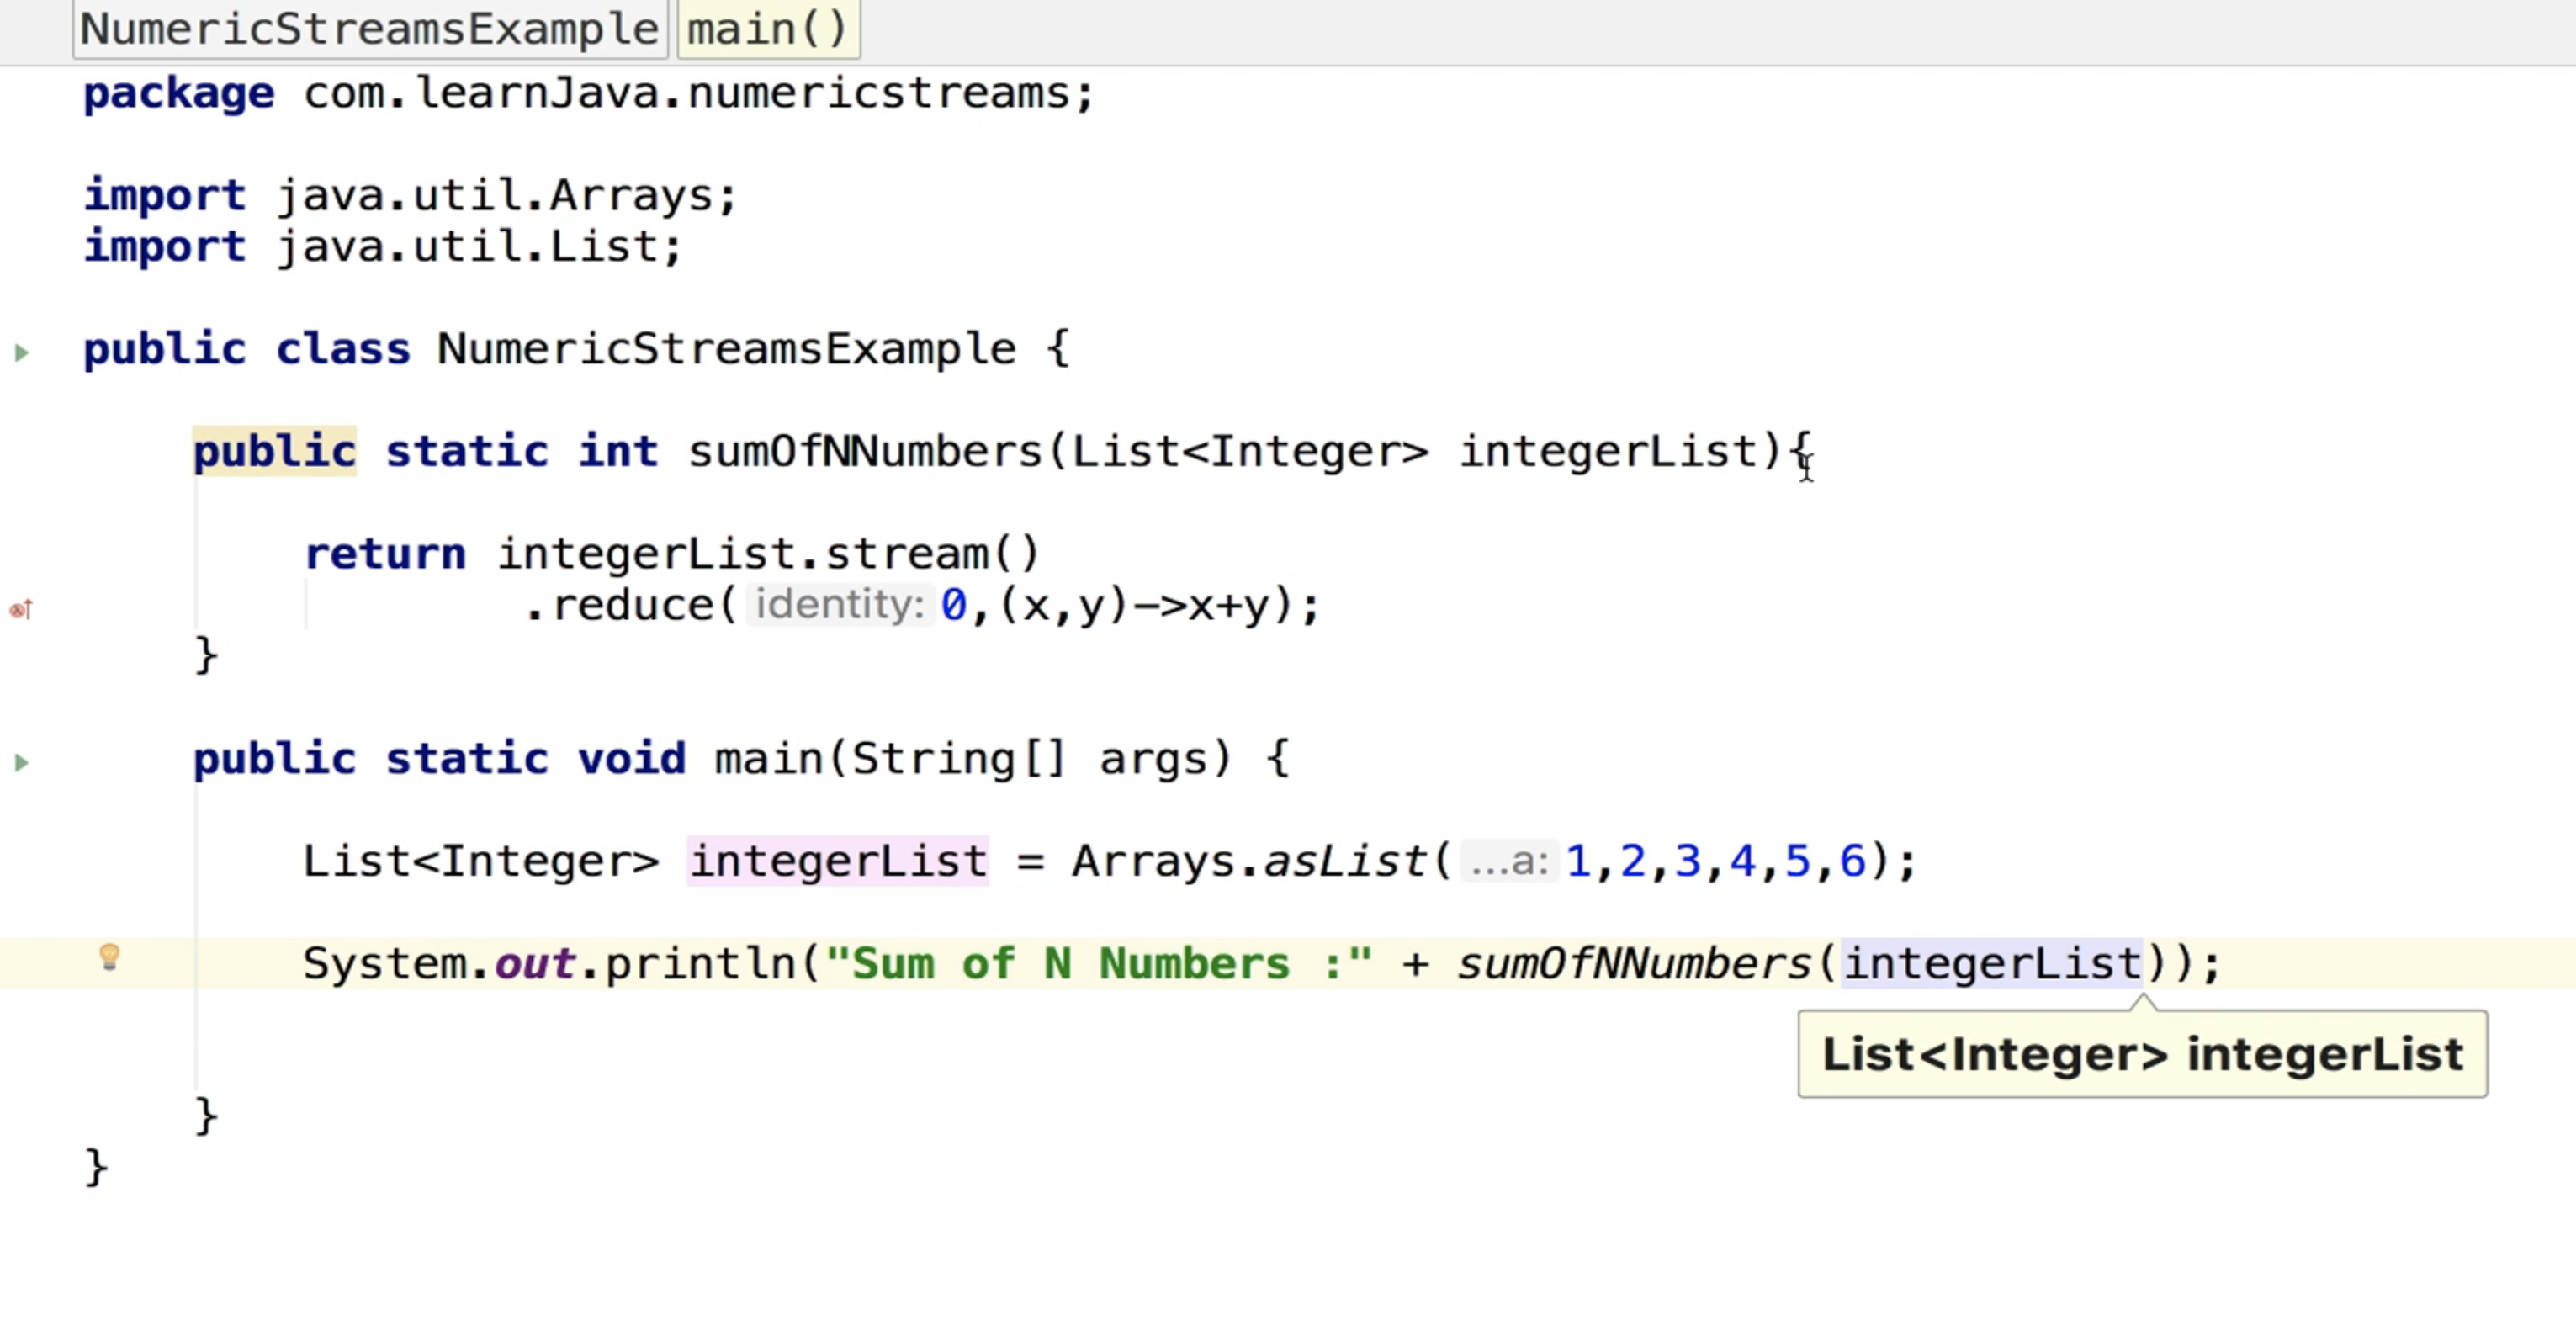 NumericStreamsExample main()
package com.learnJava.numericstreams;
import java.util.Arrays;
import java.util.List;
public class NumericStreamsExample {
public static int sumOfNNumbers(List<Integer> integerList){
return integerList.stream()
.reduce( identity: 0,(x,y)->x+y);
}
public static void main(String[] args) {
List<Integer> integerList = Arrays.asList( ...a: 1,2,3,4,5,6);
System.out.println("Sum of N Numbers :" + sumOfNNumbers(integerList));
List<Integer> integerList
}
}